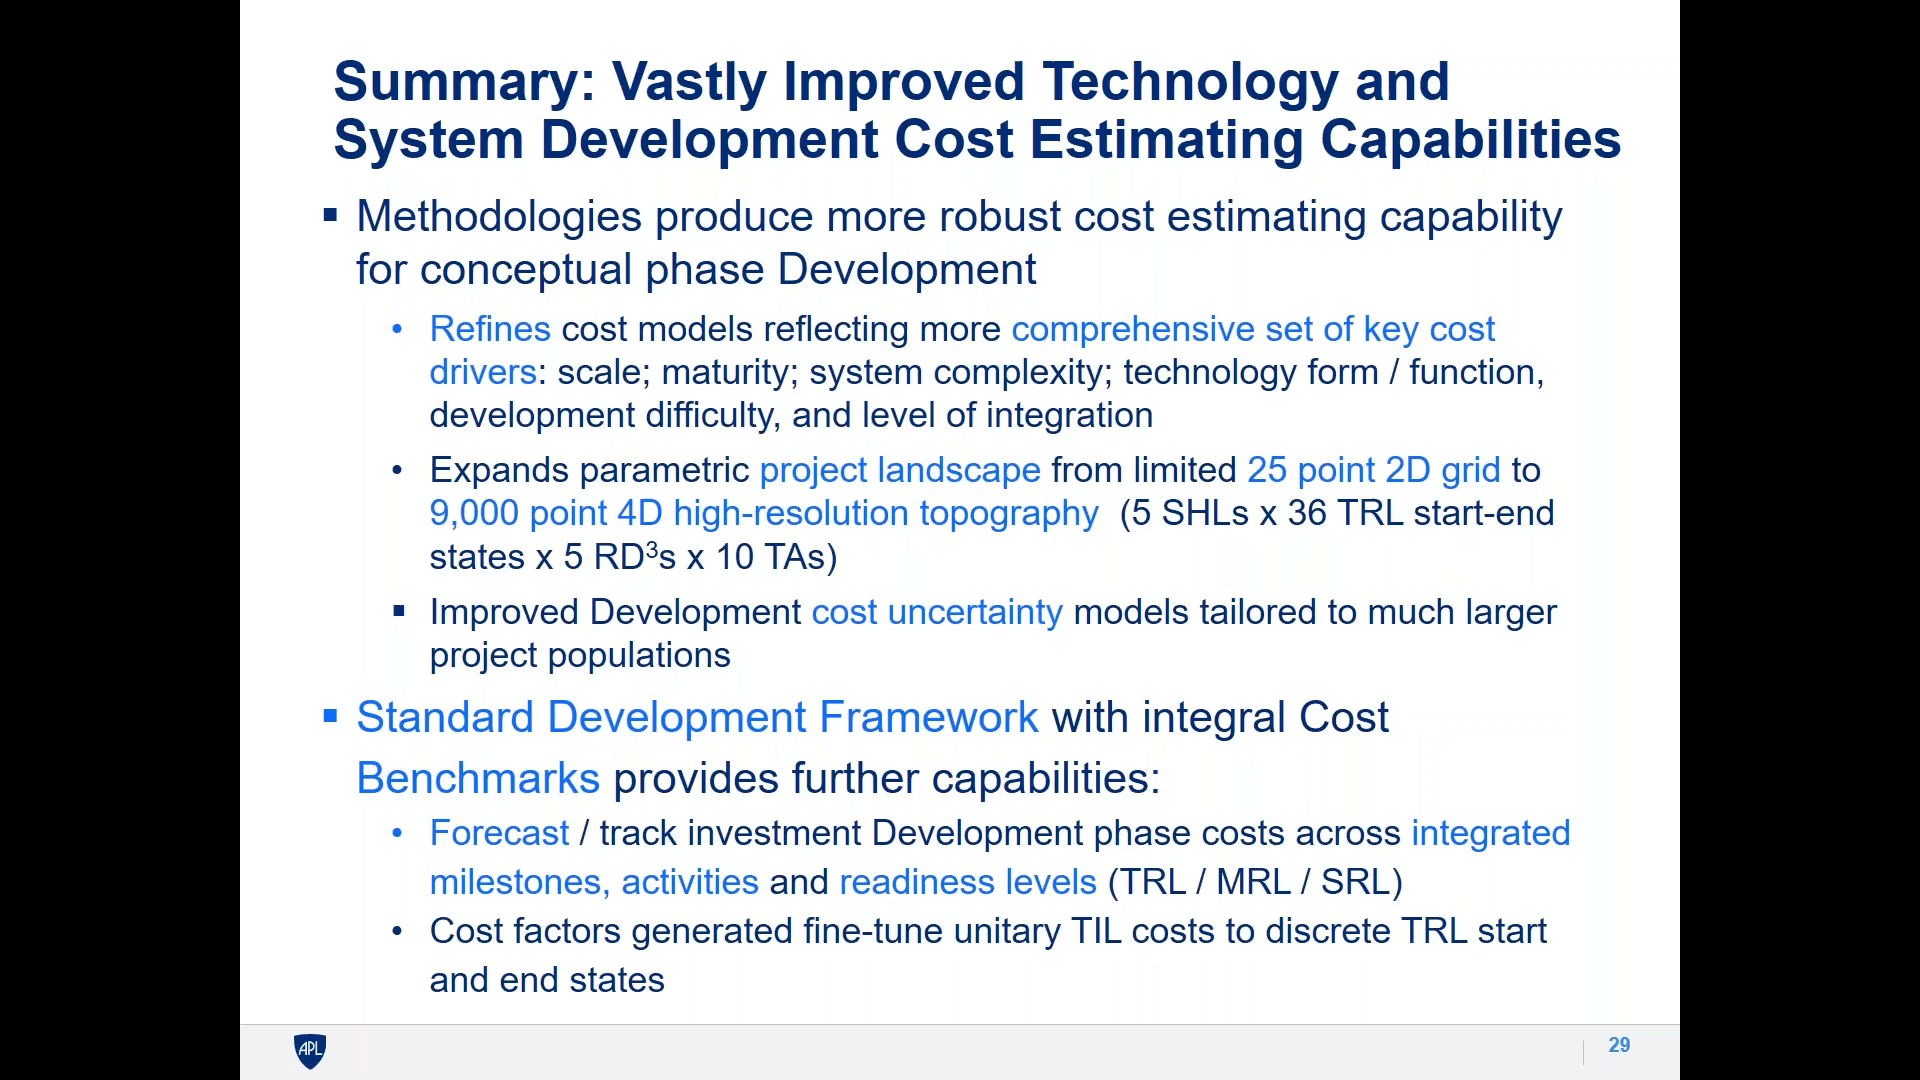 Summary: Vastly Improved Technology and
System Development Cost Estimating Capabilities
▪ Methodologies produce more robust cost estimating capability
for conceptual phase Development
• Refines cost models reflecting more comprehensive set of key cost
drivers: scale; maturity; system complexity; technology form / function,
development difficulty, and level of integration
• Expands parametric project landscape from limited 25 point 2D grid to
9,000 point 4D high-resolution topography (5 SHLs x 36 TRL start-end
states x 5 RD³s x 10 TAs)
▪ Improved Development cost uncertainty models tailored to much larger
project populations
▪ Standard Development Framework with integral Cost
Benchmarks provides further capabilities:
• Forecast / track investment Development phase costs across integrated
milestones, activities and readiness levels (TRL / MRL / SRL)
• Cost factors generated fine-tune unitary TIL costs to discrete TRL start
and end states
APL
29